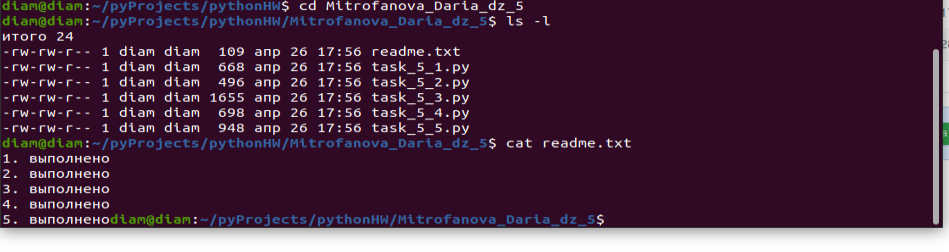 diam@diam:~/pyProjects/pythonHW$ cd Mitrofanova_Daria_dz_5
diam@diam:~/pyProjects/pythonHW/Mitrofanova_Daria_dz_5$ ls -l
итого 24
-rw-rw-r-- 1 diam diam  109 апр 26 17:56 readme.txt
-rw-rw-r-- 1 diam diam  668 апр 26 17:56 task_5_1.py
-rw-rw-r-- 1 diam diam  496 апр 26 17:56 task_5_2.py
-rw-rw-r-- 1 diam diam 1655 апр 26 17:56 task_5_3.py
-rw-rw-r-- 1 diam diam  698 апр 26 17:56 task_5_4.py
-rw-rw-r-- 1 diam diam  948 апр 26 17:56 task_5_5.py
diam@diam:~/pyProjects/pythonHW/Mitrofanova_Daria_dz_5$ cat readme.txt
1. выполнено
2. выполнено
3. выполнено
4. выполнено
5. выполненоdiam@diam:~/pyProjects/pythonHW/Mitrofanova_Daria_dz_5$